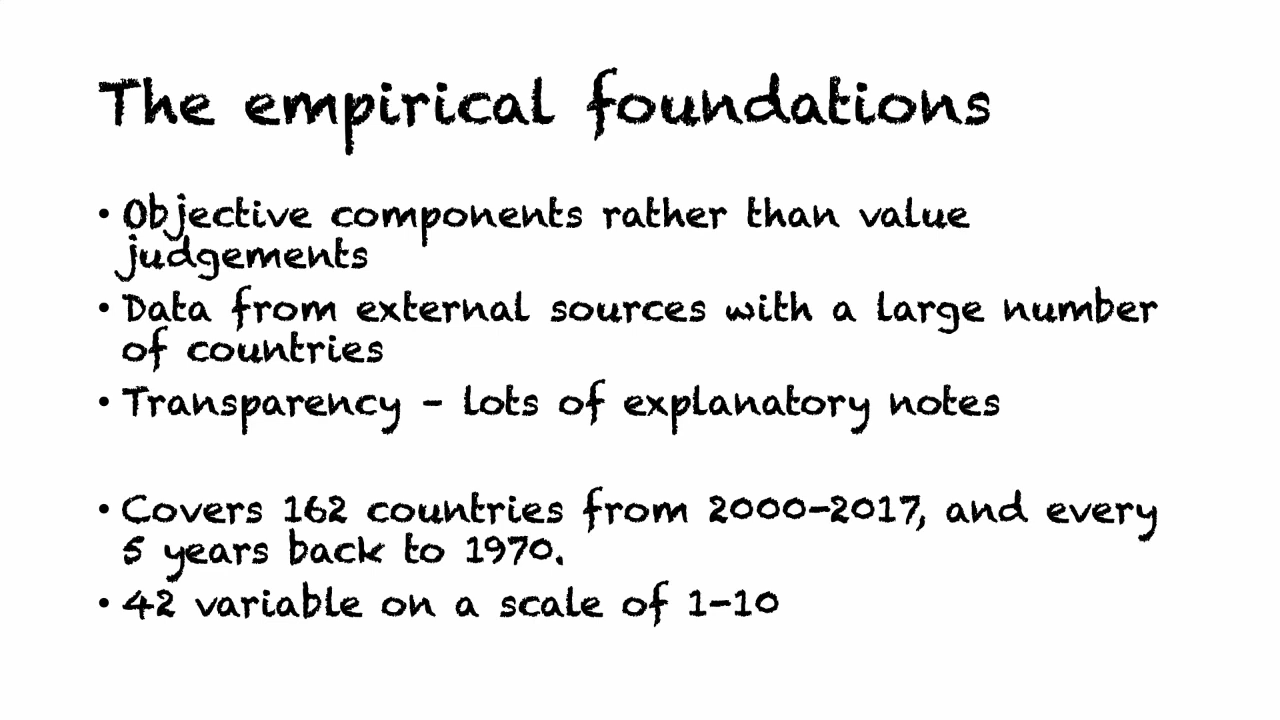 The empirical foundations
• Objective components rather than value
judgements
• Data from external sources with a large number
of countries
• Transparency – lots of explanatory notes
• Covers 162 countries from 2000-2017, and every
5 years back to 1970.
• 42 variable on a scale of 1-10